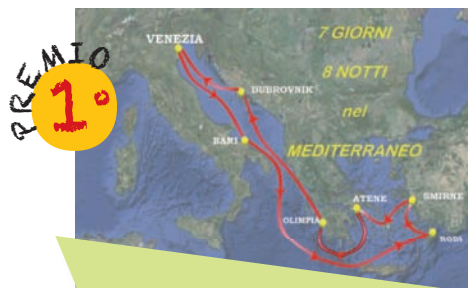 PREMIO
1°
VENEZIA
7 GIORNI
8 NOTTI
nel
MEDITERRANEO
DUBROVNIK
BARI
ATENE
SMIRNE
OLIMPIA
RODI